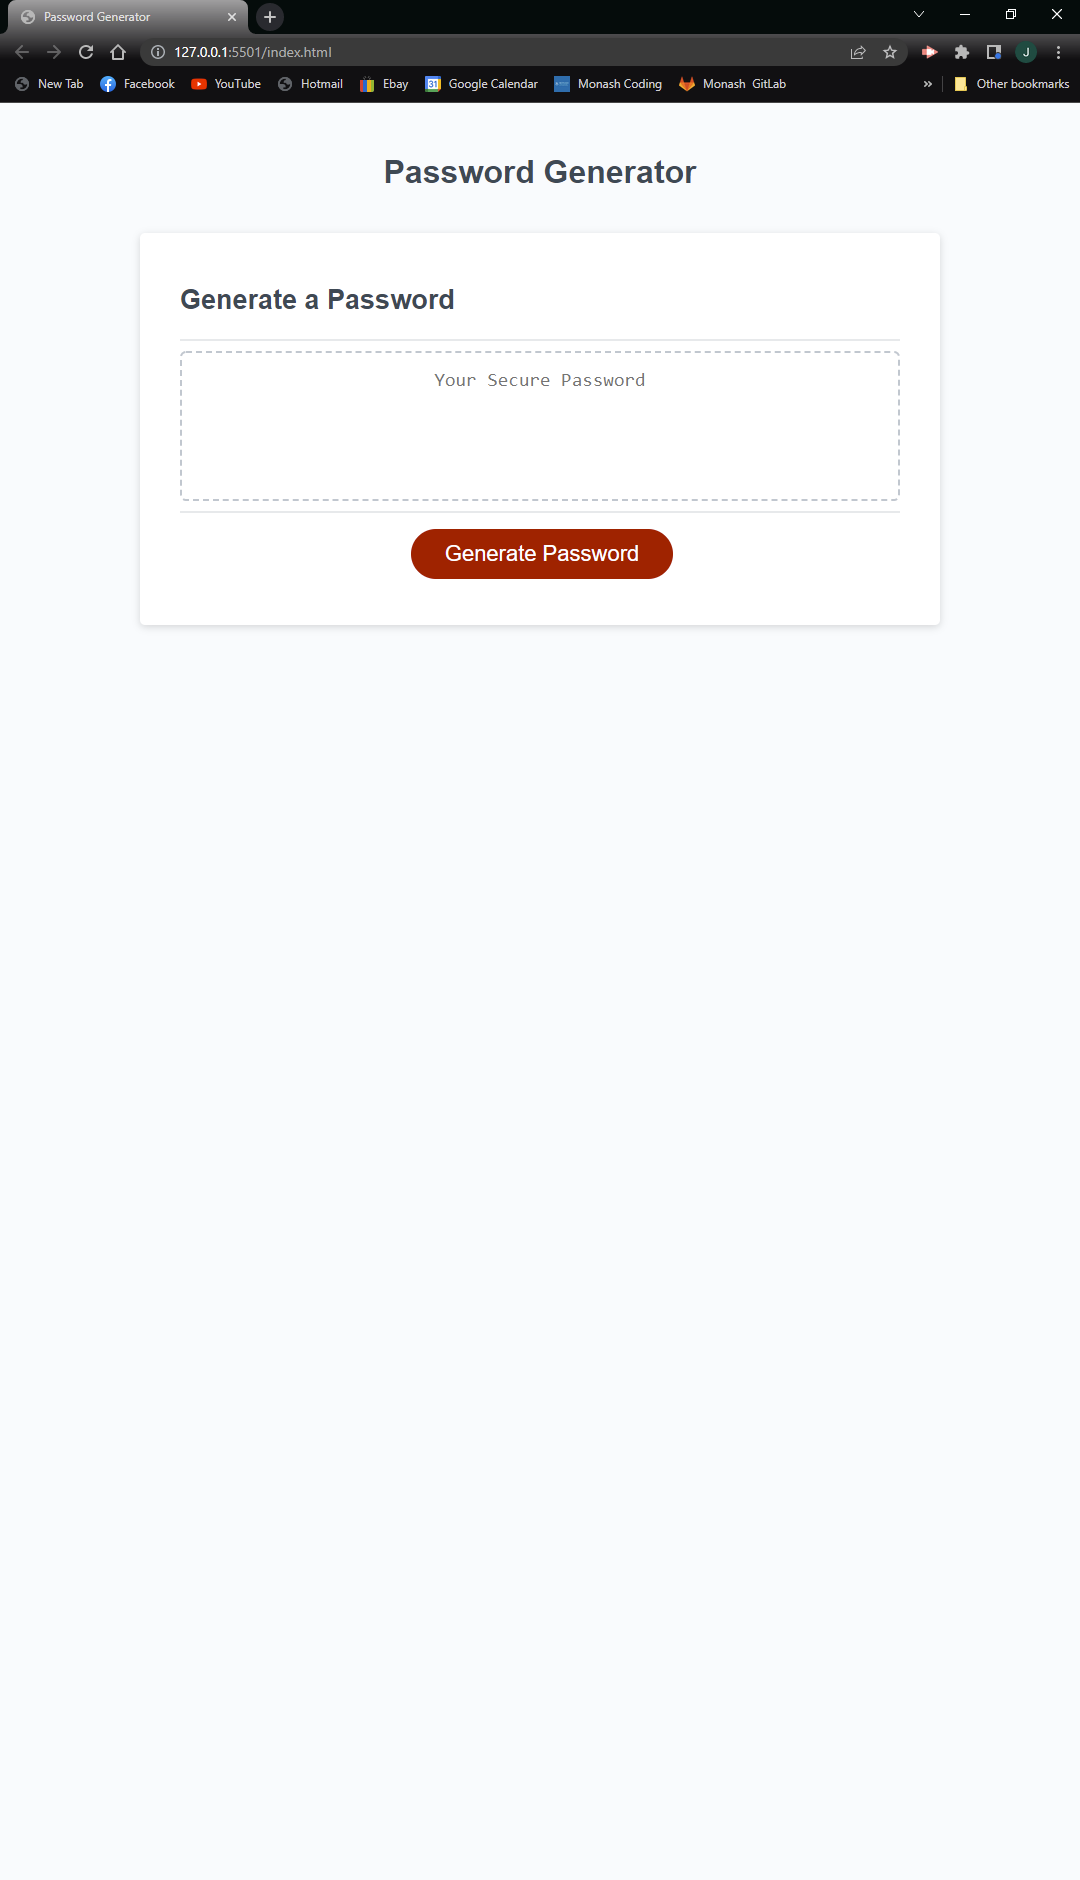 Password Generator
127.0.0.1:5501/index.html
J
New Tab Facebook YouTube Hotmail Ebay 31 Google Calendar Monash Coding Monash GitLab » Other bookmarks
Password Generator
Generate a Password
Your Secure Password
Generate Password